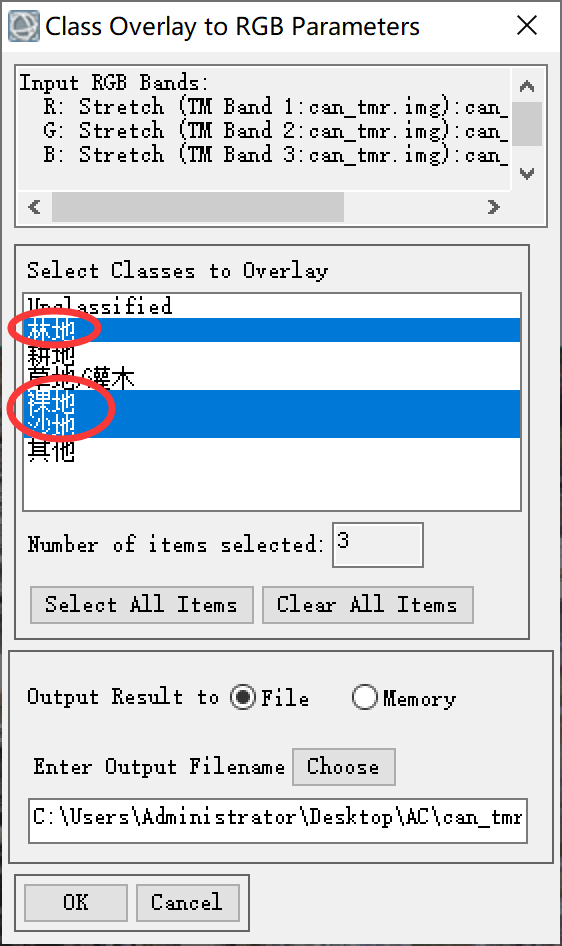 Class Overlay to RGB Parameters
Input RGB Bands:
R: Stretch (TM Band 1:can_tmr.img):can_
G: Stretch (TM Band 2:can_tmr.img):can_
B: Stretch (TM Band 3:can_tmr.img):can_
Select Classes to Overlay
Unclassified
林地
耕地
草地/灌木
裸地
沙地
其他
Number of items selected: 3
Select All Items Clear All Items
Output Result to File Memory
Enter Output Filename Choose
C:\Users\Administrator\Desktop\AC\can_tmr
OK Cancel